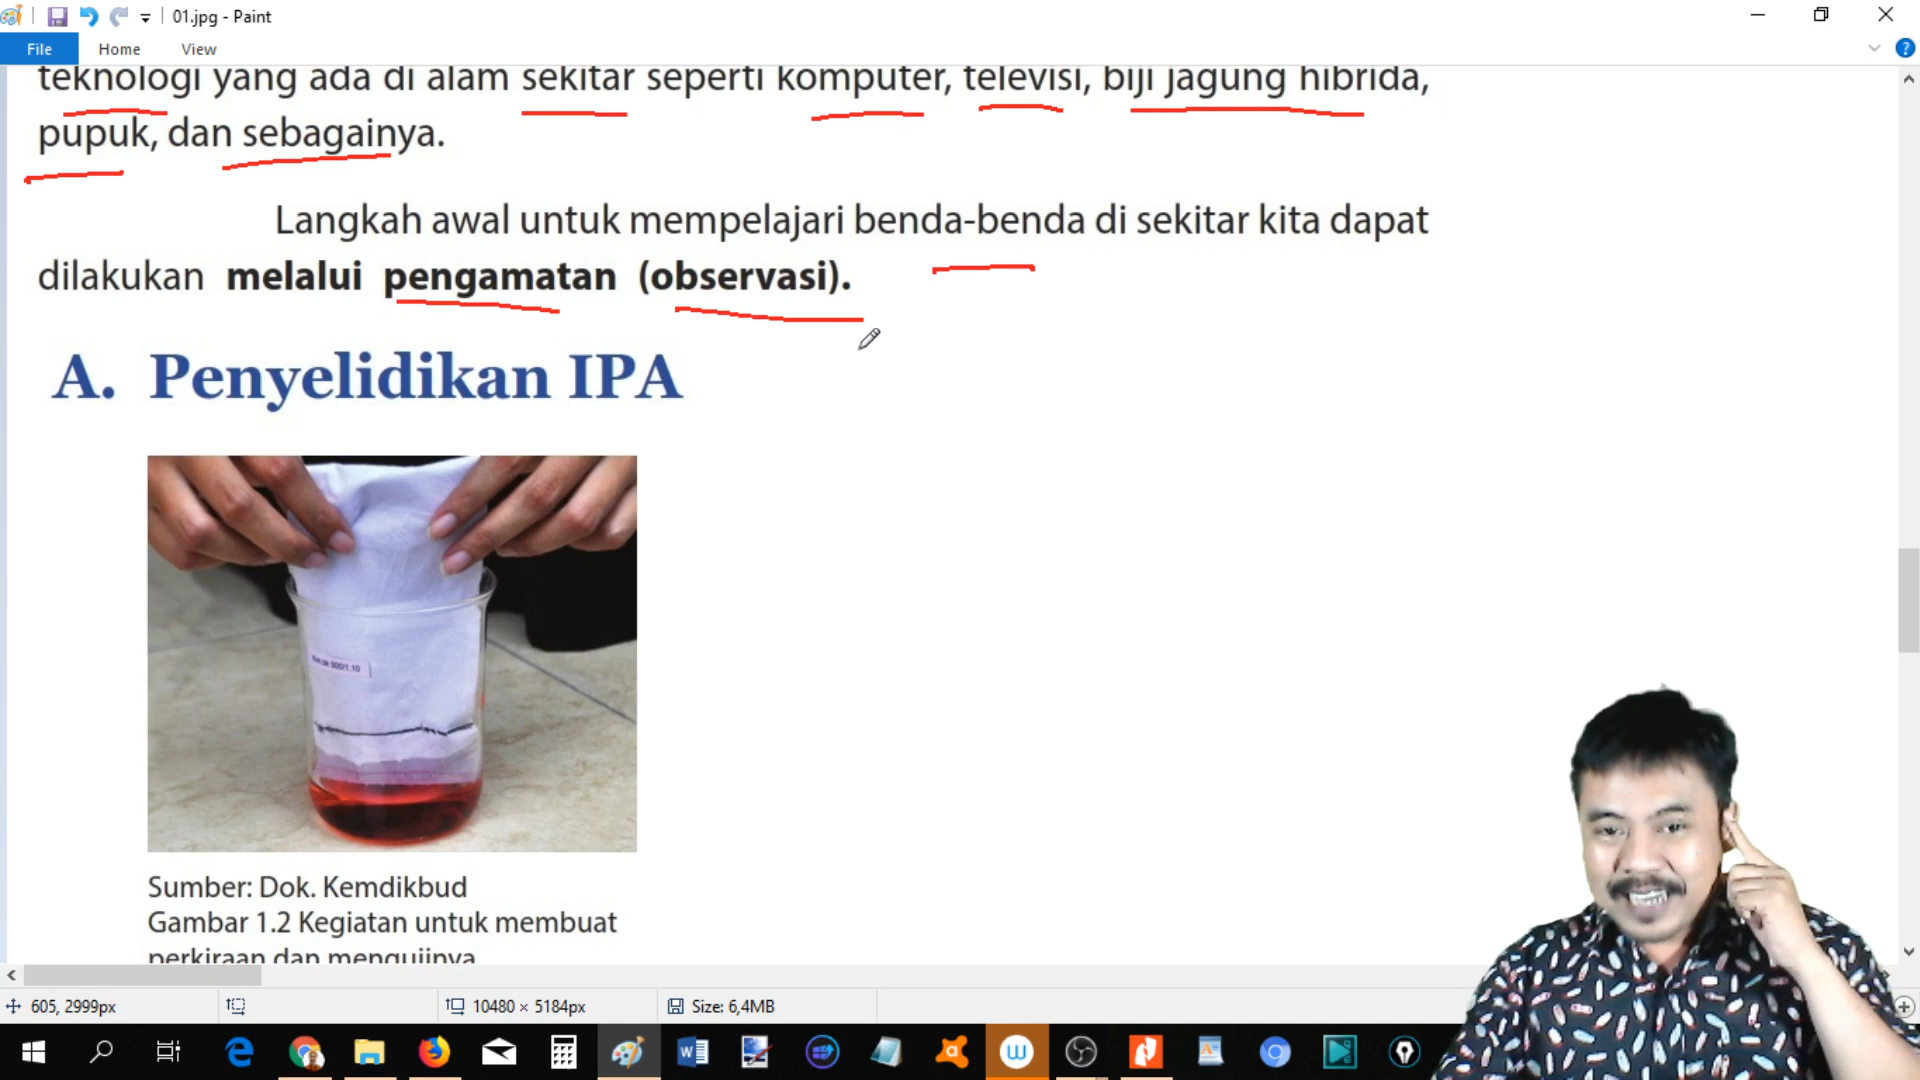 01.jpg - Paint
File Home View
teknologi yang ada di alam sekitar seperti komputer, televisi, biji jagung hibrida,
pupuk, dan sebagainya.
Langkah awal untuk mempelajari benda-benda di sekitar kita dapat
dilakukan melalui pengamatan (observasi).
A. Penyelidikan IPA
Sumber: Dok. Kemdikbud
Gambar 1.2 Kegiatan untuk membuat
perkiraan dan mengujinya
605, 2999px
10480 × 5184px
Size: 6,4MB